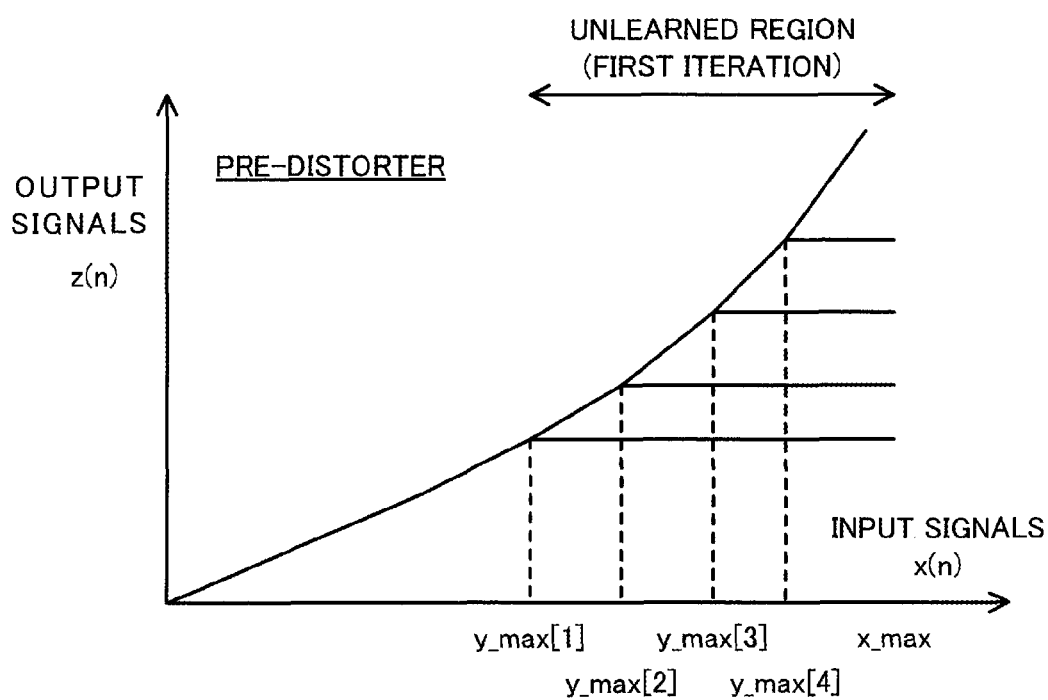 UNLEARNED REGION
(FIRST ITERATION)
PRE-DISTORTER
OUTPUT
SIGNALS
z(n)
INPUT SIGNALS
x(n)
y_max[1]
y_max[3]
x_max
y_max[2]
y_max[4]